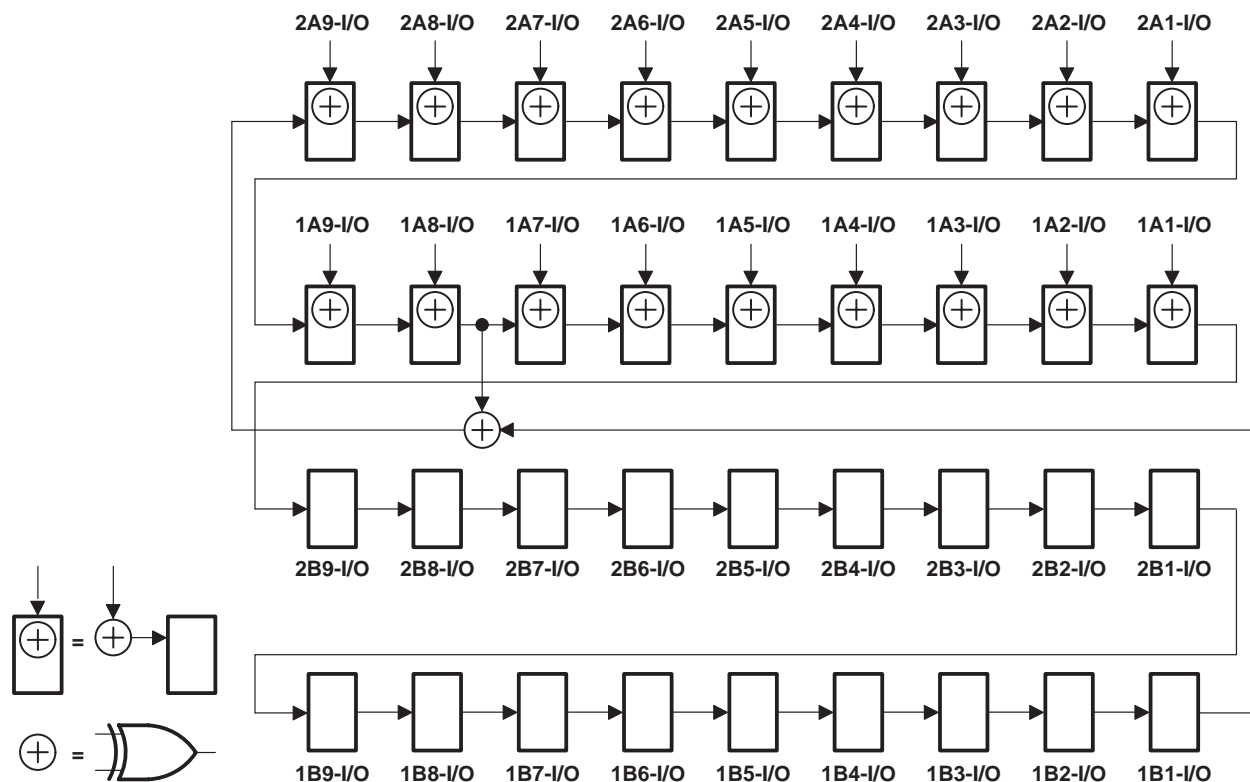 2A9-I/O 2A8-I/O 2A7-I/O 2A6-I/O 2A5-I/O 2A4-I/O 2A3-I/O 2A2-I/O 2A1-I/O
1A9-I/O 1A8-I/O 1A7-I/O 1A6-I/O 1A5-I/O 1A4-I/O 1A3-I/O 1A2-I/O 1A1-I/O
2B9-I/O 2B8-I/O 2B7-I/O 2B6-I/O 2B5-I/O 2B4-I/O 2B3-I/O 2B2-I/O 2B1-I/O
=
=
1B9-I/O 1B8-I/O 1B7-I/O 1B6-I/O 1B5-I/O 1B4-I/O 1B3-I/O 1B2-I/O 1B1-I/O